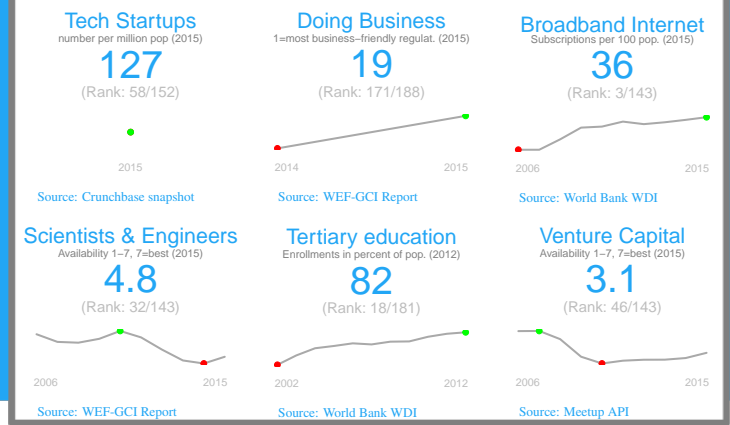 Tech Startups
number per million pop (2015)
127
(Rank: 58/152)
2015
Source: Crunchbase snapshot
Doing Business
1=most business−friendly regulat. (2015)
19
(Rank: 171/188)
2014
2015
Source: WEF-GCI Report
Broadband Internet
Subscriptions per 100 pop. (2015)
36
(Rank: 3/143)
2006
2015
Source: World Bank WDI
Scientists & Engineers
Availability 1−7, 7=best (2015)
4.8
(Rank: 32/143)
2006
2015
Source: WEF-GCI Report
Tertiary education
Enrollments in percent of pop. (2012)
82
(Rank: 18/181)
2002
2012
Source: World Bank WDI
Venture Capital
Availability 1−7, 7=best (2015)
3.1
(Rank: 46/143)
2006
2015
Source: Meetup API